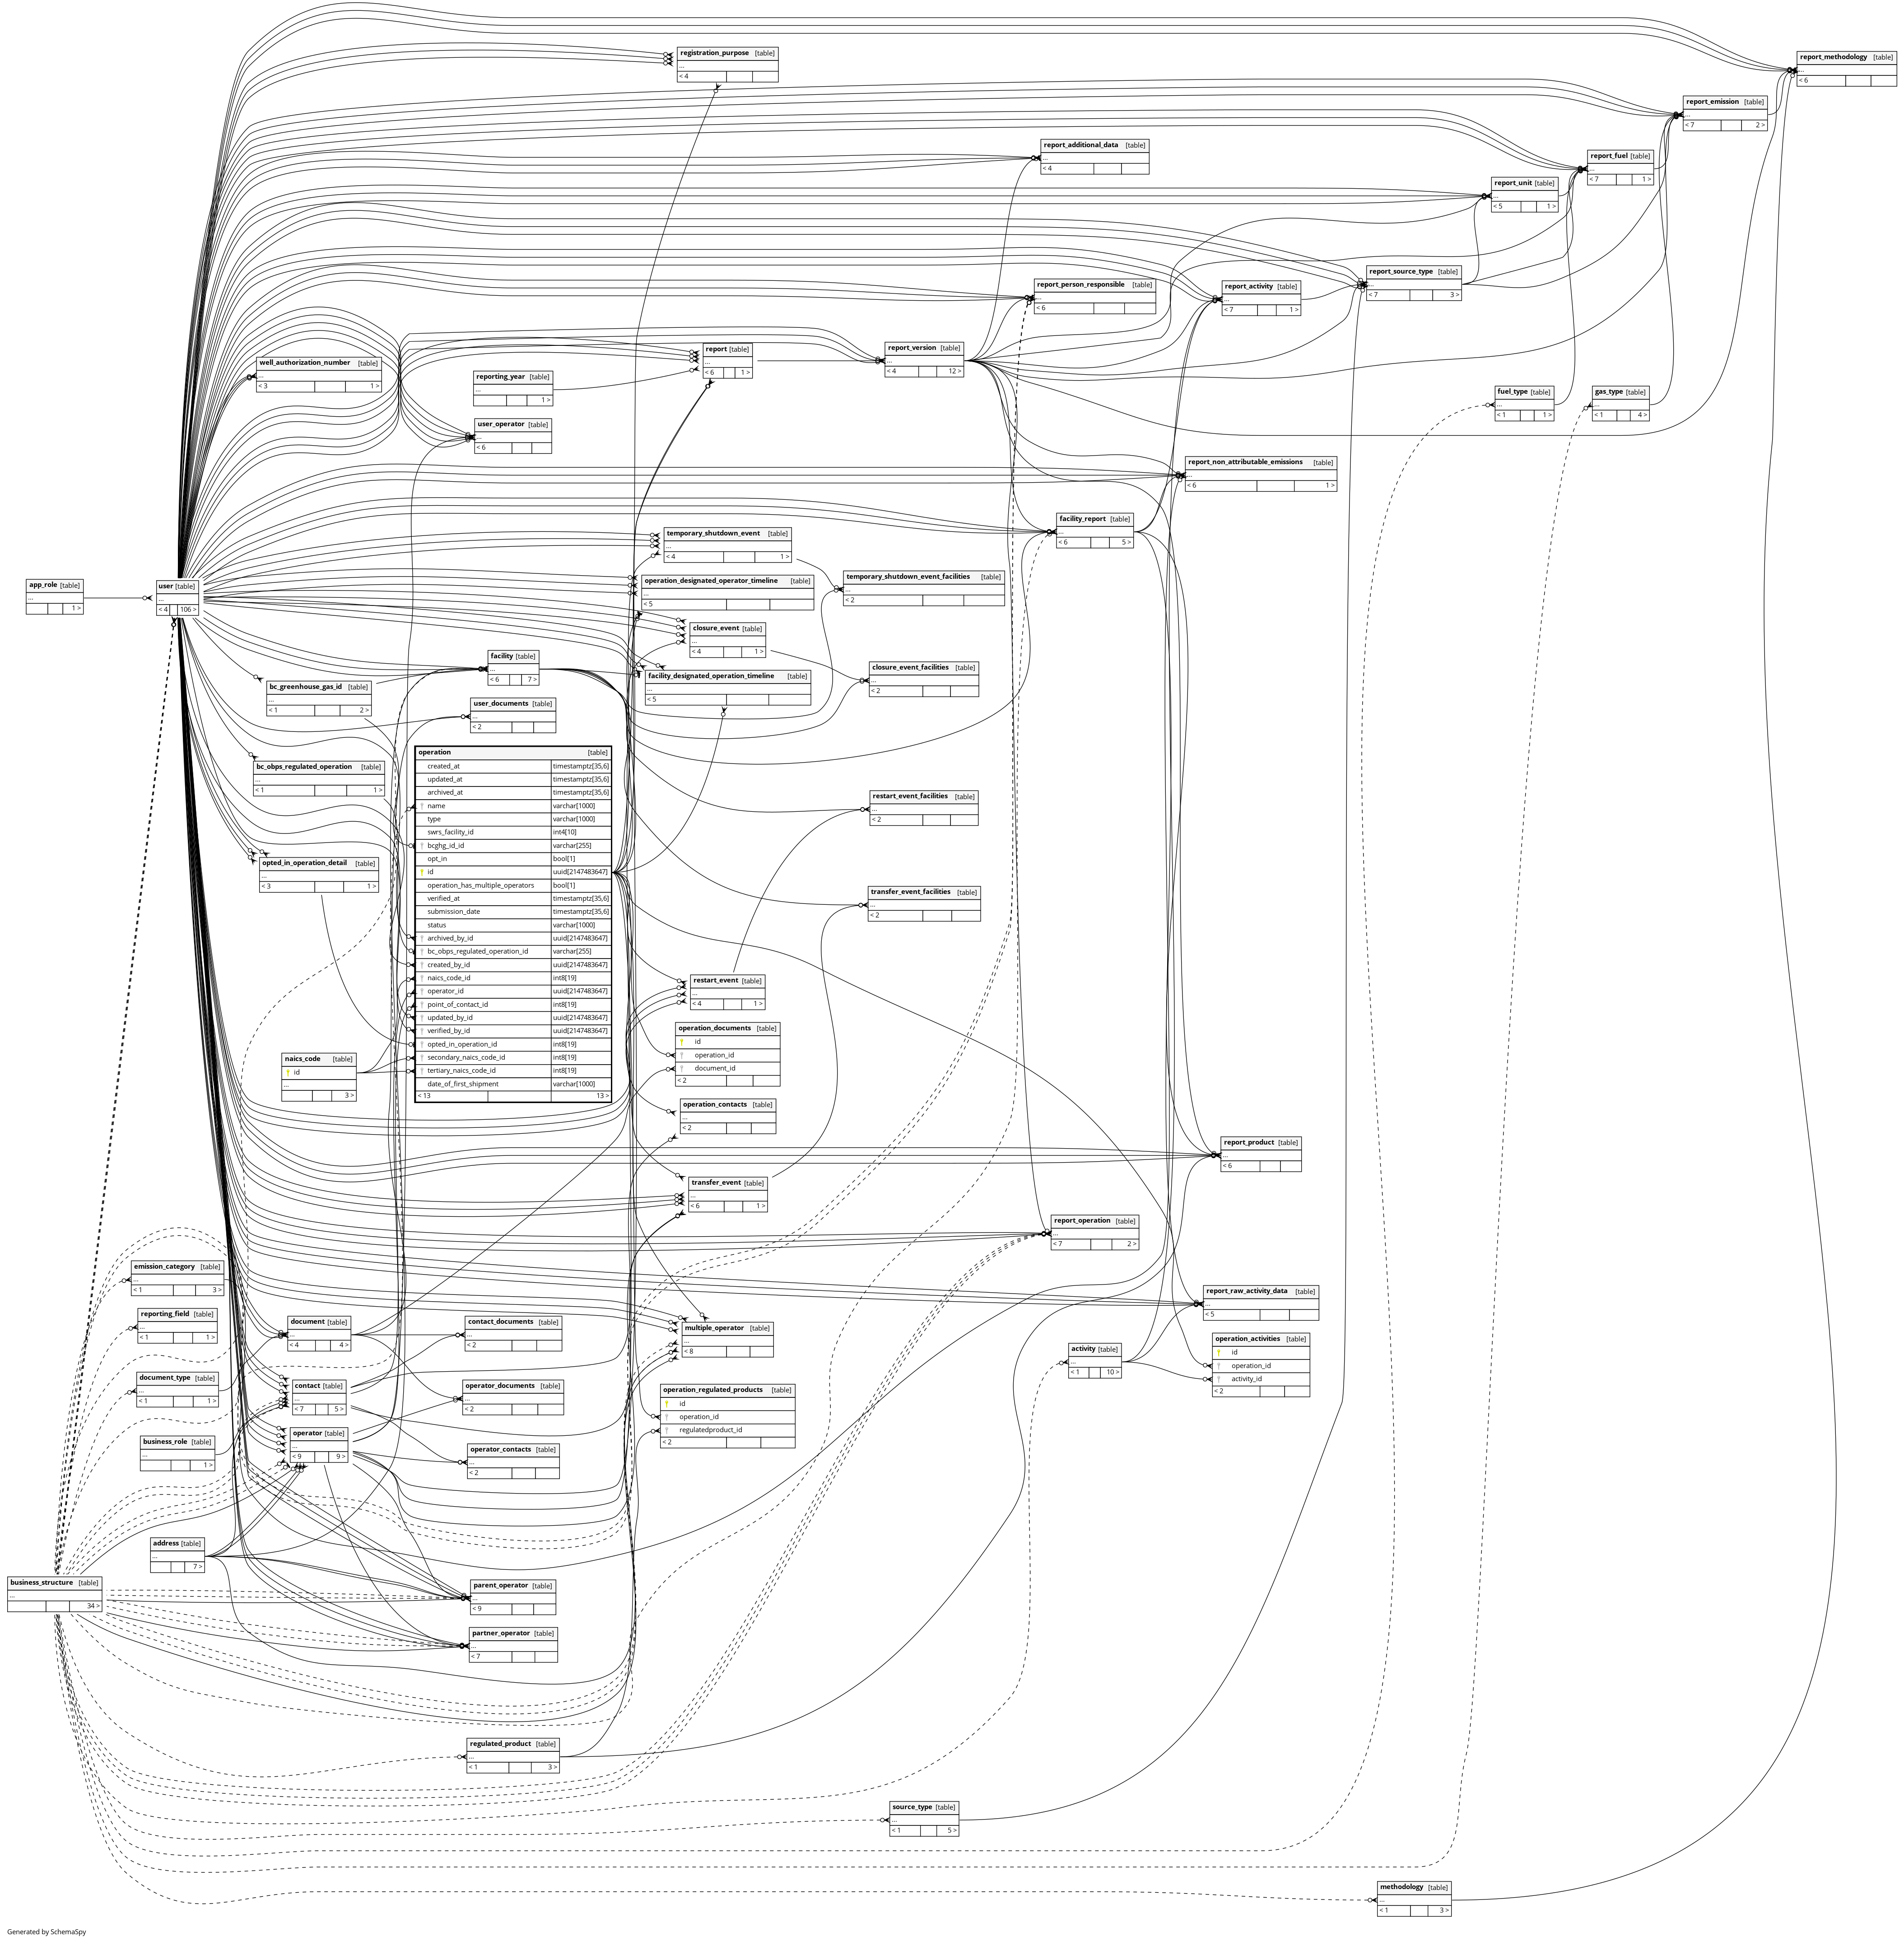 registration_purpose [table]
...
< 4
report_methodology [table]
...
< 6
report_emission [table]
...
< 7 2 >
report_additional_data [table]
...
< 4
report_fuel [table]
...
< 7 1 >
report_unit [table]
...
< 5 1 >
report_source_type [table]
...
< 7 3 >
report_person_responsible [table]
...
< 6
report_activity [table]
...
< 7 1 >
well_authorization_number [table]
...
< 3 1 >
report [table]
...
< 6 1 >
report_version [table]
...
< 4 12 >
reporting_year [table]
...
1 >
fuel_type [table]
...
< 1 1 >
gas_type [table]
...
< 1 4 >
user_operator [table]
...
< 6
report_non_attributable_emissions [table]
...
< 6 1 >
facility_report [table]
...
< 6 5 >
temporary_shutdown_event [table]
...
< 4 1 >
app_role [table]
...
1 >
user [table]
...
< 4 106 >
operation_designated_operator_timeline [table]
...
< 5
temporary_shutdown_event_facilities [table]
...
< 2
closure_event [table]
...
< 4 1 >
facility [table]
...
< 6 7 >
closure_event_facilities [table]
...
< 2
facility_designated_operation_timeline [table]
...
< 5
bc_greenhouse_gas_id [table]
...
< 1 2 >
user_documents [table]
...
< 2
bc_obps_regulated_operation [table]
...
< 1 1 >
operation [table]
created_at timestamptz[35,6]
updated_at timestamptz[35,6]
archived_at timestamptz[35,6]
name varchar[1000]
type varchar[1000]
swrs_facility_id int4[10]
bcghg_id_id varchar[255]
opt_in bool[1]
id uuid[2147483647]
operation_has_multiple_operators bool[1]
verified_at timestamptz[35,6]
submission_date timestamptz[35,6]
status varchar[1000]
archived_by_id uuid[2147483647]
bc_obps_regulated_operation_id varchar[255]
created_by_id uuid[2147483647]
naics_code_id int8[19]
operator_id uuid[2147483647]
point_of_contact_id int8[19]
updated_by_id uuid[2147483647]
verified_by_id uuid[2147483647]
opted_in_operation_id int8[19]
secondary_naics_code_id int8[19]
tertiary_naics_code_id int8[19]
date_of_first_shipment varchar[1000]
< 13 13 >
restart_event_facilities [table]
...
< 2
opted_in_operation_detail [table]
...
< 3 1 >
transfer_event_facilities [table]
...
< 2
restart_event [table]
...
< 4 1 >
operation_documents [table]
id
operation_id
document_id
< 2
naics_code [table]
id
...
3 >
operation_contacts [table]
...
< 2
report_product [table]
...
< 6
transfer_event [table]
...
< 6 1 >
report_operation [table]
...
< 7 2 >
emission_category [table]
...
< 1 3 >
report_raw_activity_data [table]
...
< 5
reporting_field [table]
...
< 1 1 >
document [table]
...
< 4 4 >
contact_documents [table]
...
< 2
multiple_operator [table]
...
< 8
operation_activities [table]
id
operation_id
activity_id
< 2
activity [table]
...
< 1 10 >
document_type [table]
...
< 1 1 >
contact [table]
...
< 7 5 >
operator_documents [table]
...
< 2
operation_regulated_products [table]
id
operation_id
regulatedproduct_id
< 2
business_role [table]
...
1 >
operator [table]
...
< 9 9 >
operator_contacts [table]
...
< 2
address [table]
...
7 >
business_structure [table]
...
34 >
parent_operator [table]
...
< 9
partner_operator [table]
...
< 7
regulated_product [table]
...
< 1 3 >
source_type [table]
...
< 1 5 >
methodology [table]
...
< 1 3 >
Generated by SchemaSpy